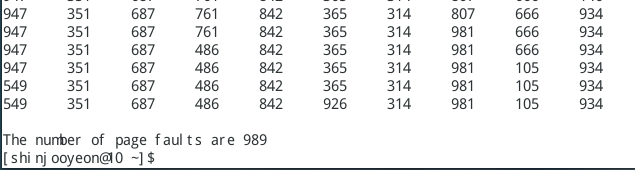 947 351 687 761 842 365 314 807 666 934
947 351 687 761 842 365 314 981 666 934
947 351 687 486 842 365 314 981 666 934
947 351 687 486 842 365 314 981 105 934
549 351 687 486 842 365 314 981 105 934
549 351 687 486 842 926 314 981 105 934
The number of page faults are 989
[shinjooyeon@10 ~]$